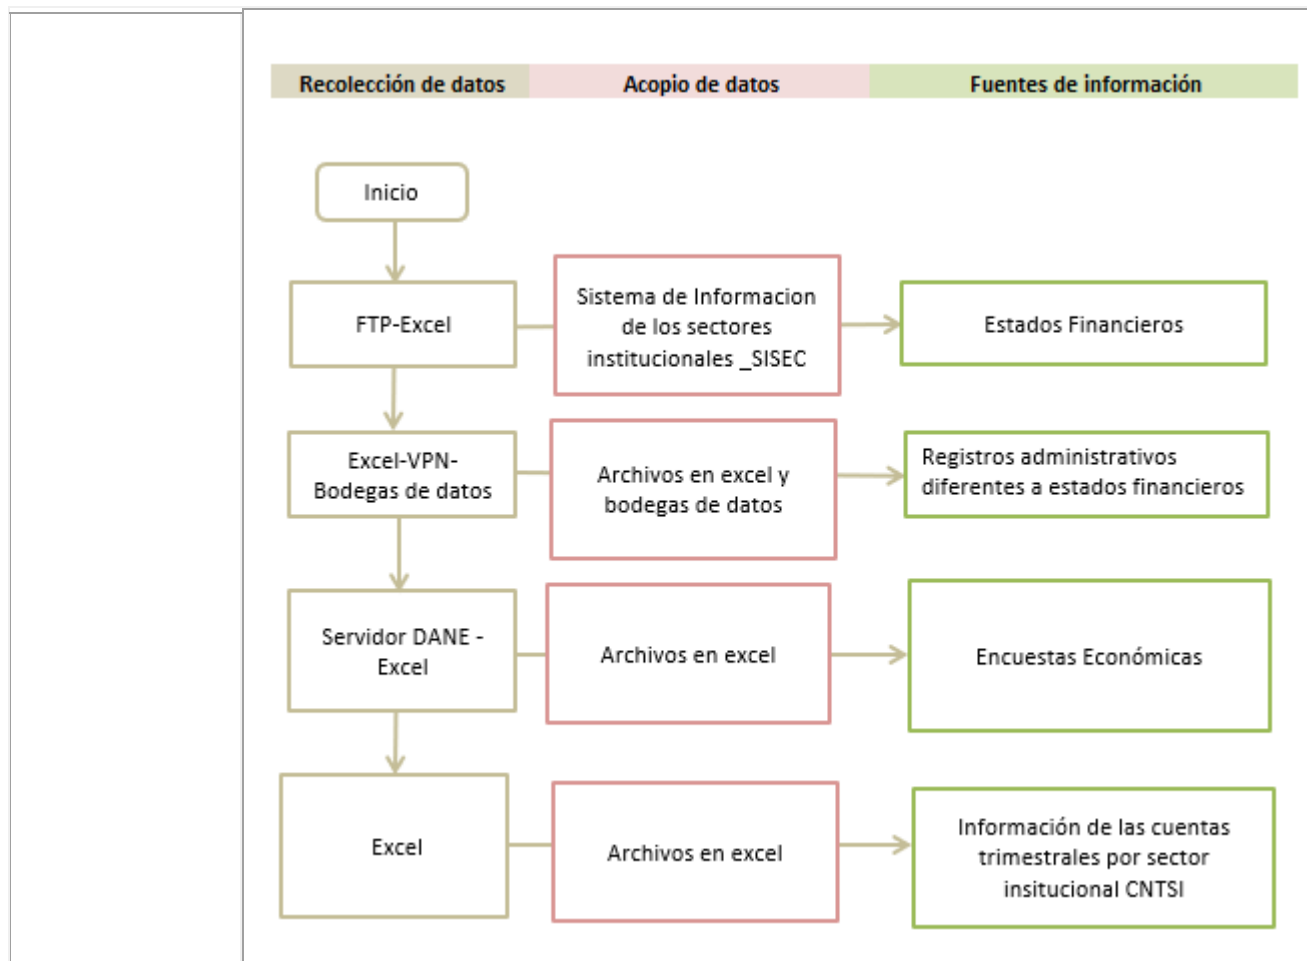 Recolección de datos
Acopio de datos
Fuentes de información
Inicio
FTP-Excel
Sistema de Informacion
de los sectores
institucionales _SISEC
Estados Financieros
Excel-VPN-
Bodegas de datos
Archivos en excel y
bodegas de datos
Registros administrativos
diferentes a estados financieros
Servidor DANE -
Excel
Archivos en excel
Encuestas Económicas
Excel
Archivos en excel
Información de las cuentas
trimestrales por sector
insitucional CNTSI